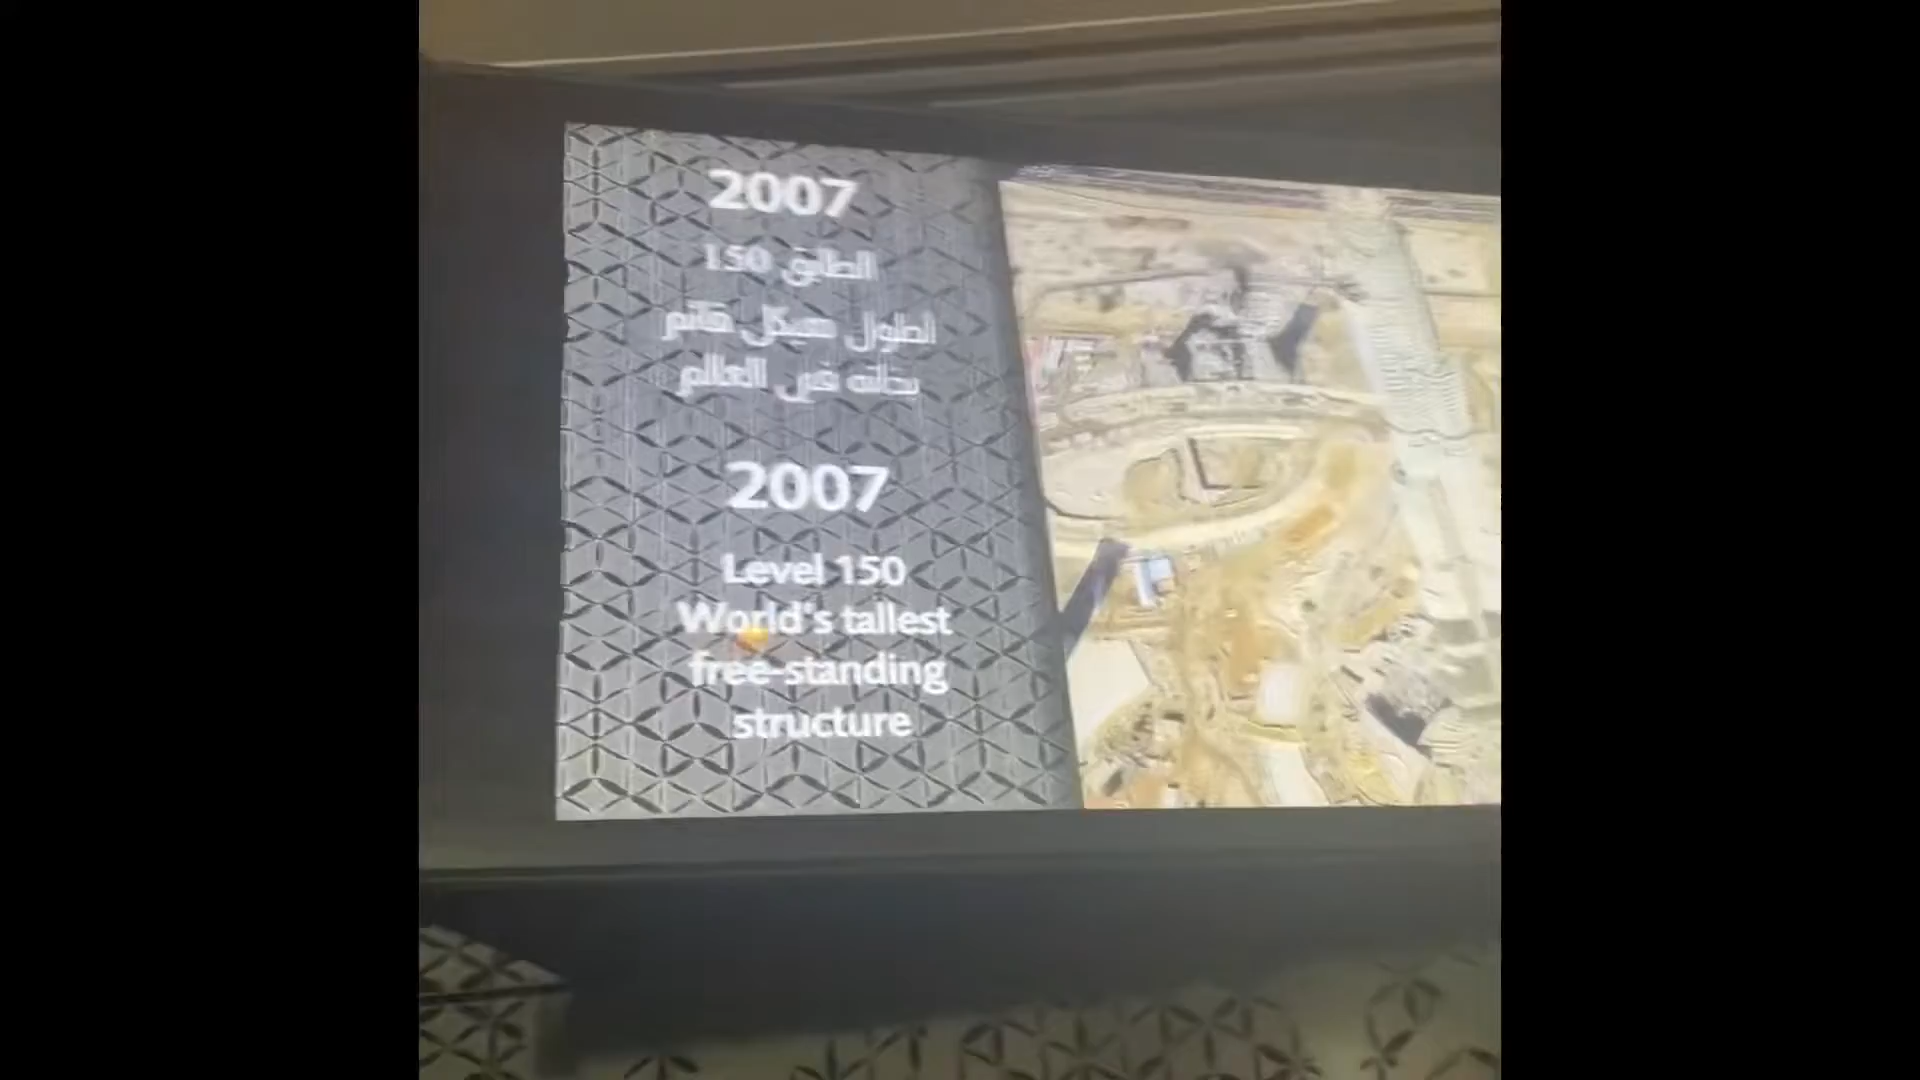 2007
الطابق 150
أطول هيكل قائم
بذاته في العالم
2007
Level 150
World's tallest
free-standing
structure